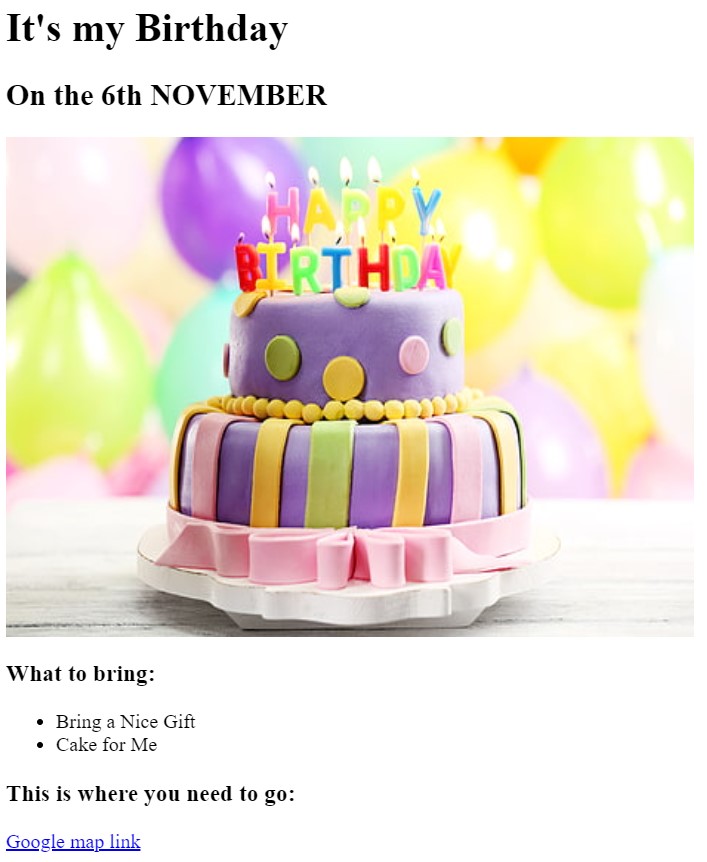 It's my Birthday
On the 6th NOVEMBER
HAPPY
BIRTHDAY
What to bring:
Bring a Nice Gift
Cake for Me
This is where you need to go:
Google map link